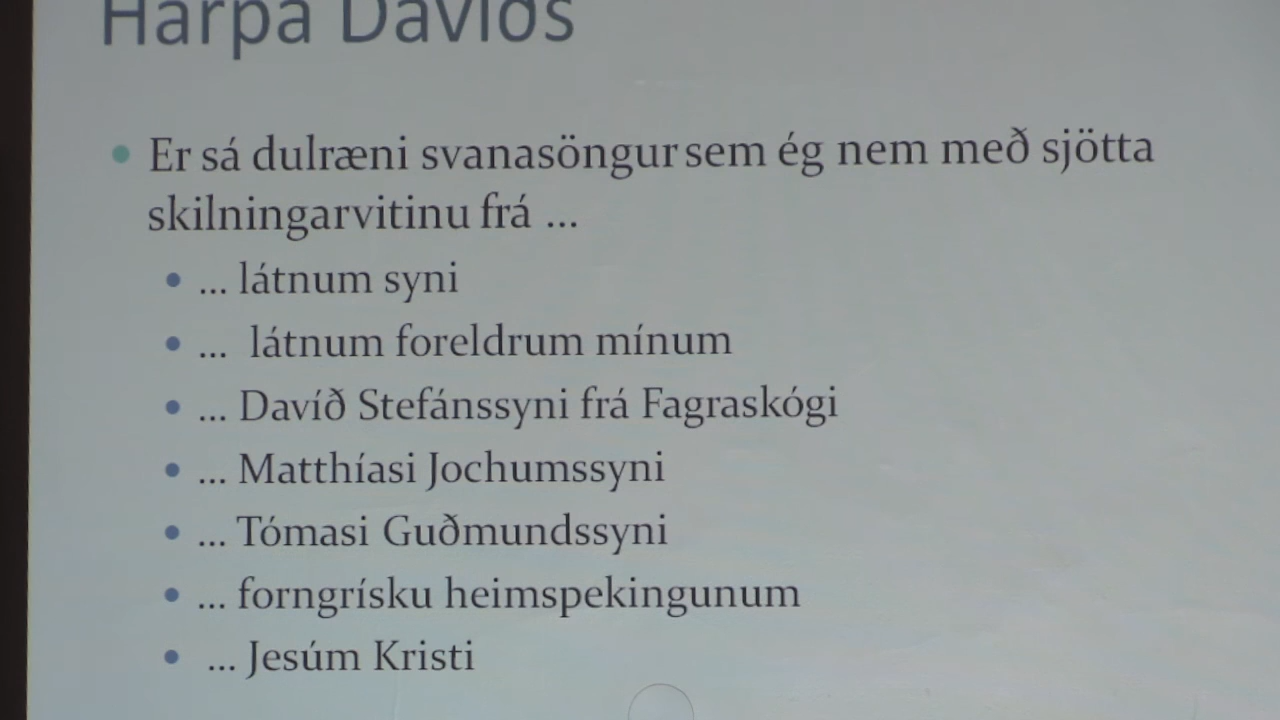 Harpa Davíðs
Er sá dulræni svanasöngur sem ég nem með sjötta
skilningarvitinu frá ...
... látnum syni
... látnum foreldrum mínum
... Davíð Stefánssyni frá Fagraskógi
... Matthíasi Jochumssyni
... Tómasi Guðmundssyni
... forngrísku heimspekingunum
... Jesúm Kristi